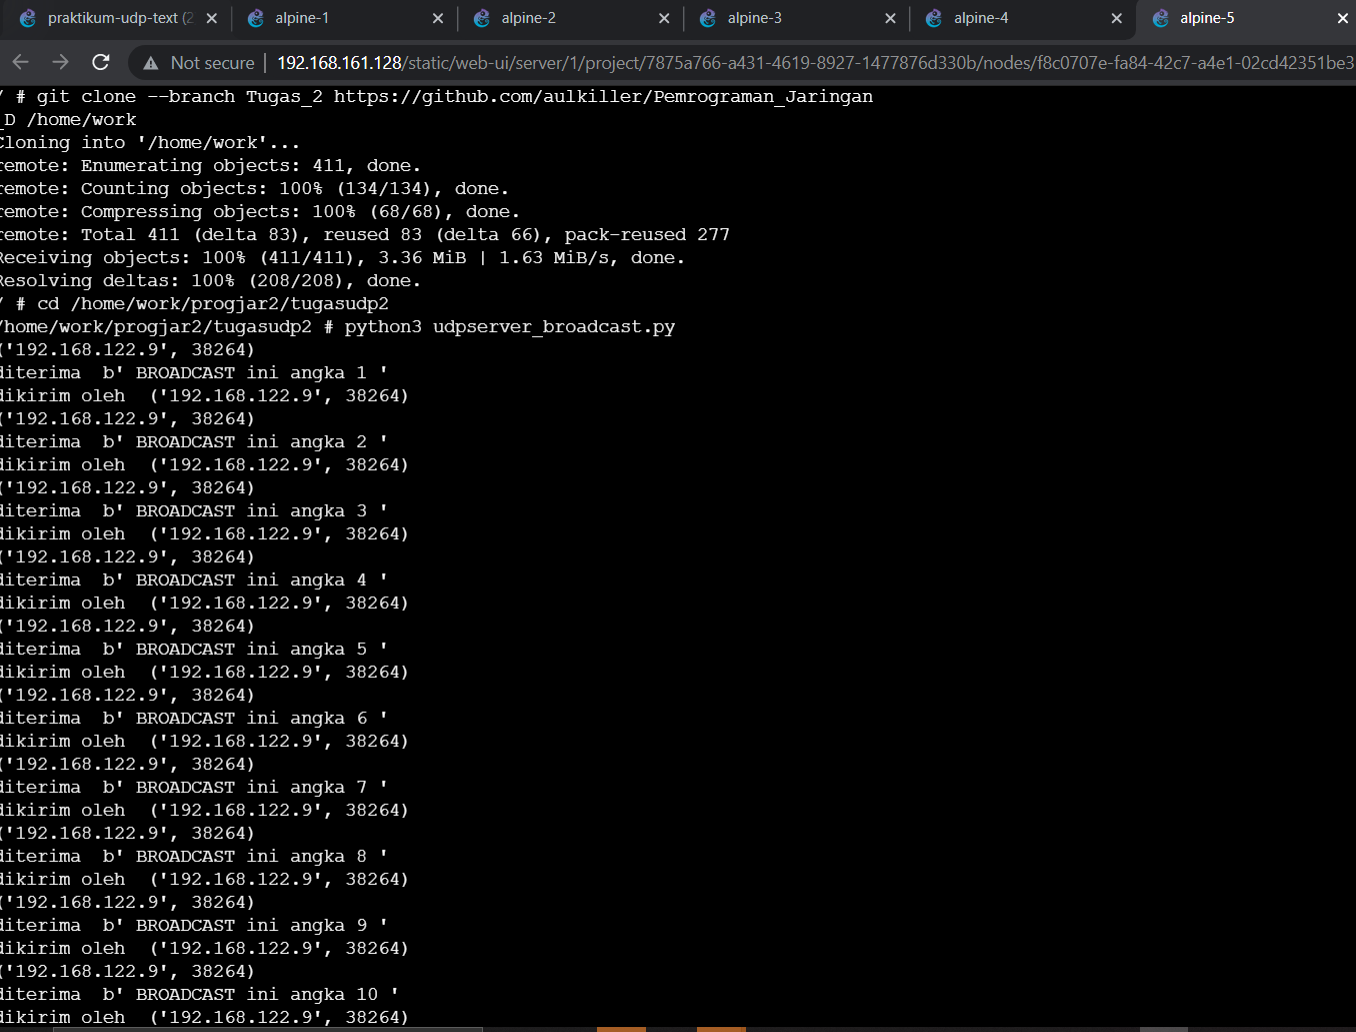 praktikum-udp-text (2
alpine-1
alpine-2
alpine-3
alpine-4
alpine-5
Not secure | 192.168.161.128/static/web-ui/server/1/project/7875a766-a431-4619-8927-1477876d330b/nodes/f8c0707e-fa84-42c7-a4e1-02cd42351be3
/ # git clone --branch Tugas_2 https://github.com/aulkiller/Pemrograman_Jaringan
_D /home/work
Cloning into '/home/work'...
remote: Enumerating objects: 411, done.
remote: Counting objects: 100% (134/134), done.
remote: Compressing objects: 100% (68/68), done.
remote: Total 411 (delta 83), reused 83 (delta 66), pack-reused 277
Receiving objects: 100% (411/411), 3.36 MiB | 1.63 MiB/s, done.
Resolving deltas: 100% (208/208), done.
/ # cd /home/work/progjar2/tugasudp2
/home/work/progjar2/tugasudp2 # python3 udpserver_broadcast.py
('192.168.122.9', 38264)
diterima  b' BROADCAST ini angka 1 '
dikirim oleh  ('192.168.122.9', 38264)
('192.168.122.9', 38264)
diterima  b' BROADCAST ini angka 2 '
dikirim oleh  ('192.168.122.9', 38264)
('192.168.122.9', 38264)
diterima  b' BROADCAST ini angka 3 '
dikirim oleh  ('192.168.122.9', 38264)
('192.168.122.9', 38264)
diterima  b' BROADCAST ini angka 4 '
dikirim oleh  ('192.168.122.9', 38264)
('192.168.122.9', 38264)
diterima  b' BROADCAST ini angka 5 '
dikirim oleh  ('192.168.122.9', 38264)
('192.168.122.9', 38264)
diterima  b' BROADCAST ini angka 6 '
dikirim oleh  ('192.168.122.9', 38264)
('192.168.122.9', 38264)
diterima  b' BROADCAST ini angka 7 '
dikirim oleh  ('192.168.122.9', 38264)
('192.168.122.9', 38264)
diterima  b' BROADCAST ini angka 8 '
dikirim oleh  ('192.168.122.9', 38264)
('192.168.122.9', 38264)
diterima  b' BROADCAST ini angka 9 '
dikirim oleh  ('192.168.122.9', 38264)
('192.168.122.9', 38264)
diterima  b' BROADCAST ini angka 10 '
dikirim oleh  ('192.168.122.9', 38264)